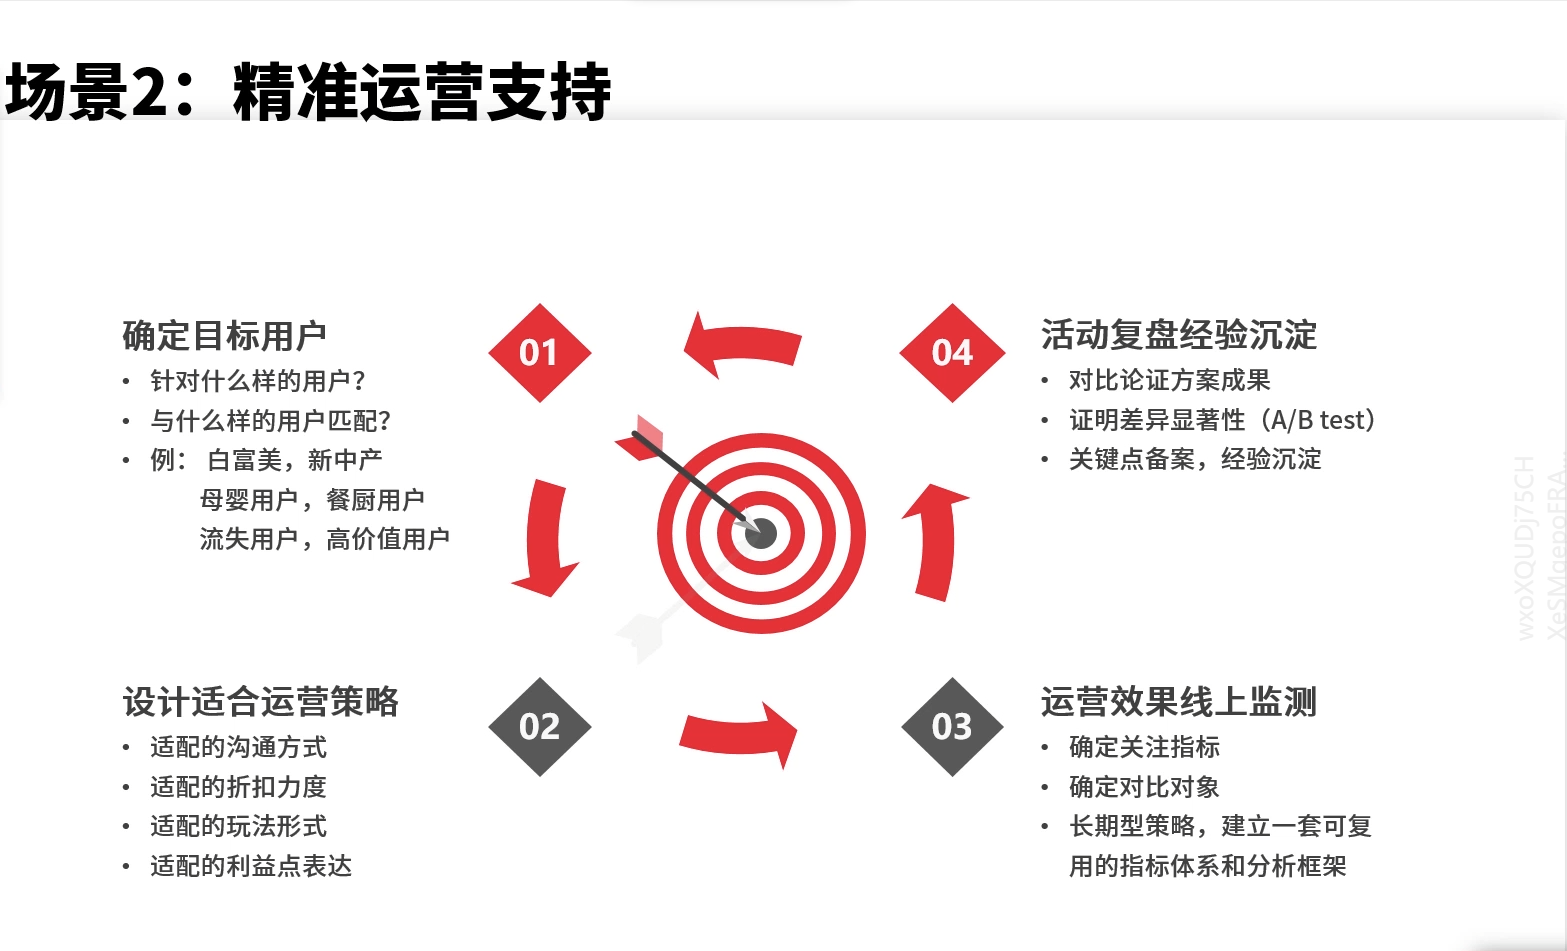 场景2：精准运营支持
01
确定目标用户
• 针对什么样的用户？
• 与什么样的用户匹配？
• 例： 白富美，新中产
母婴用户，餐厨用户
流失用户，高价值用户
02
设计适合运营策略
• 适配的沟通方式
• 适配的折扣力度
• 适配的玩法形式
• 适配的利益点表达
03
运营效果线上监测
• 确定关注指标
• 确定对比对象
• 长期型策略，建立一套可复
用的指标体系和分析框架
04
活动复盘经验沉淀
• 对比论证方案成果
• 证明差异显著性（A/B test）
• 关键点备案，经验沉淀
wxoXQUDj75CH